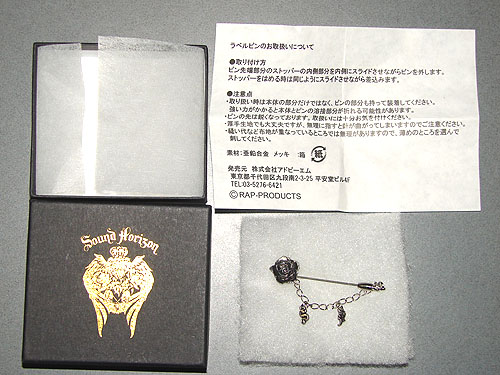 ラペルピンのお取扱いについて
●取り付け方
ピン先端部分のストッパーの内側部分を内側にスライドさせながらピンを外します。
ストッパーをはめる時は同じようにスライドさせながら差込みます。
●注意点
・取り扱い時は本体の部分だけではなく、ピンの部分も持って装着してください。
強い力がかかると本体とピンの溶接部分が折れる可能性があります。
・ピンの先は鋭くなっております。取扱いには十分お気を付けください。
・厚手生地でも大丈夫ですが、無理に指すと針が曲がってしまいますのでご注意ください。
・縫い代など布地が重なっているところでは無理がありますので、薄めのところを選んで
刺してください。
素材:亜鉛合金 メッキ 箱 紙
発売元 株式会社アドビーエム
東京都千代田区九段南2-3-25 平安堂ビル4F
TEL:03-5276-6421
©RAP-PRODUCTS
Sound Horizon